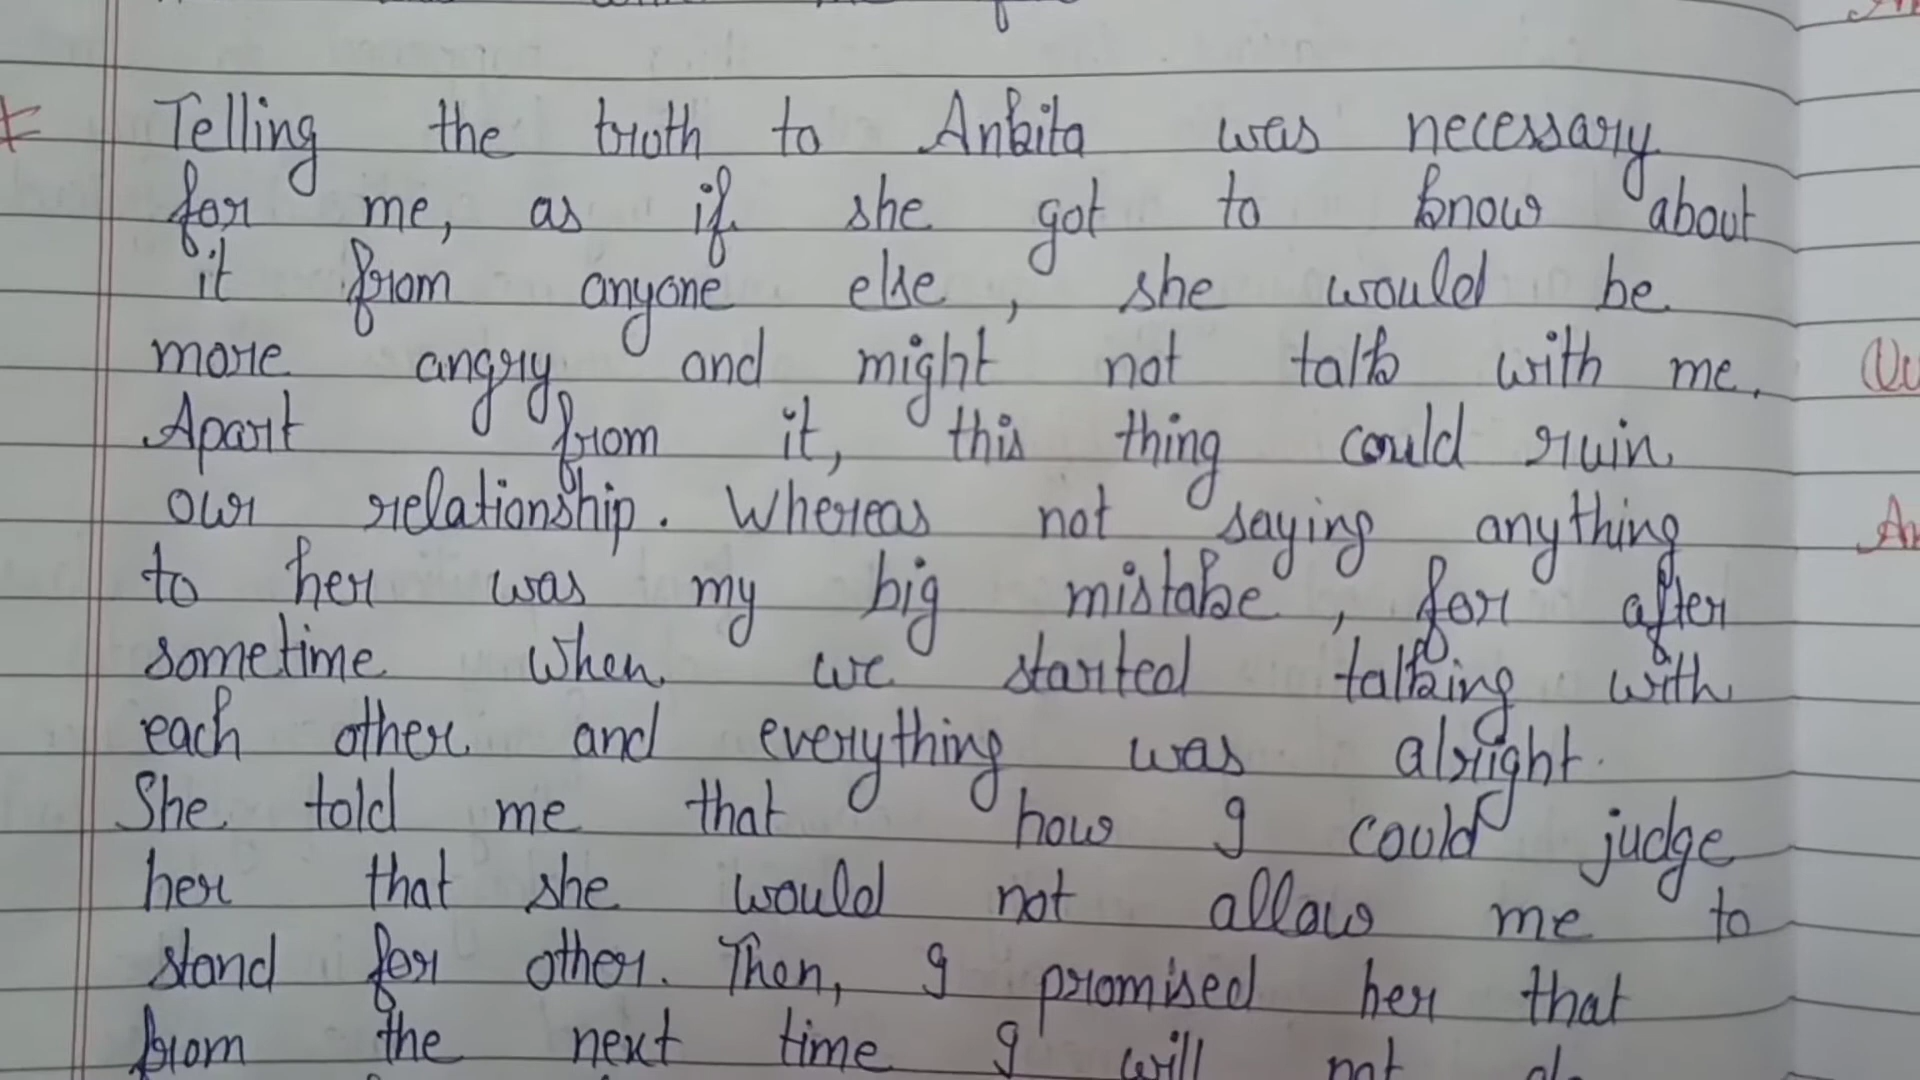 Telling the truth to Ankita was necessary
for me, as if she got to know about
it from anyone else, she would be
more angry and might not talk with me.
Apart from it, this thing could ruin
our relationship. Whereas not saying anything
to her was my big mistake, for after
sometime when we started talking with
each other and everything was alright.
She told me that how I could judge
her that she would not allow me to
stand for other. Then, I promised her that
from the next time I will not